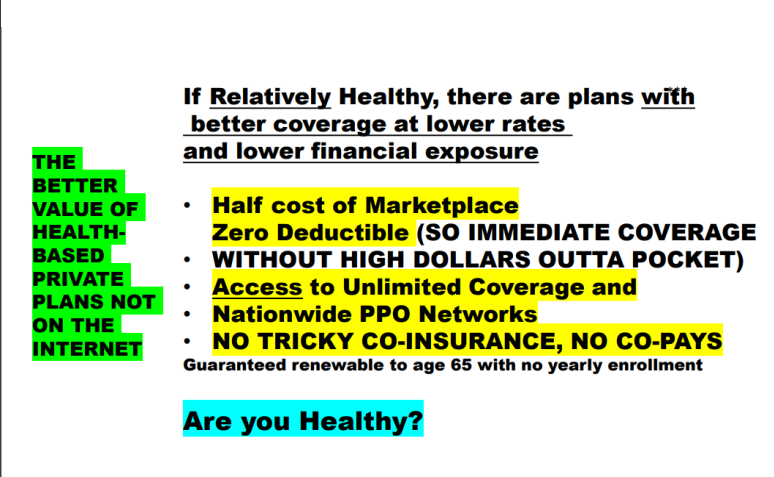 THE
BETTER
VALUE OF
HEALTH-
BASED
PRIVATE
PLANS NOT
ON THE
INTERNET
If Relatively Healthy, there are plans with
better coverage at lower rates
and lower financial exposure
• Half cost of Marketplace
Zero Deductible (SO IMMEDIATE COVERAGE
• WITHOUT HIGH DOLLARS OUTTA POCKET)
• Access to Unlimited Coverage and
• Nationwide PPO Networks
• NO TRICKY CO-INSURANCE, NO CO-PAYS
Guaranteed renewable to age 65 with no yearly enrollment
Are you Healthy?